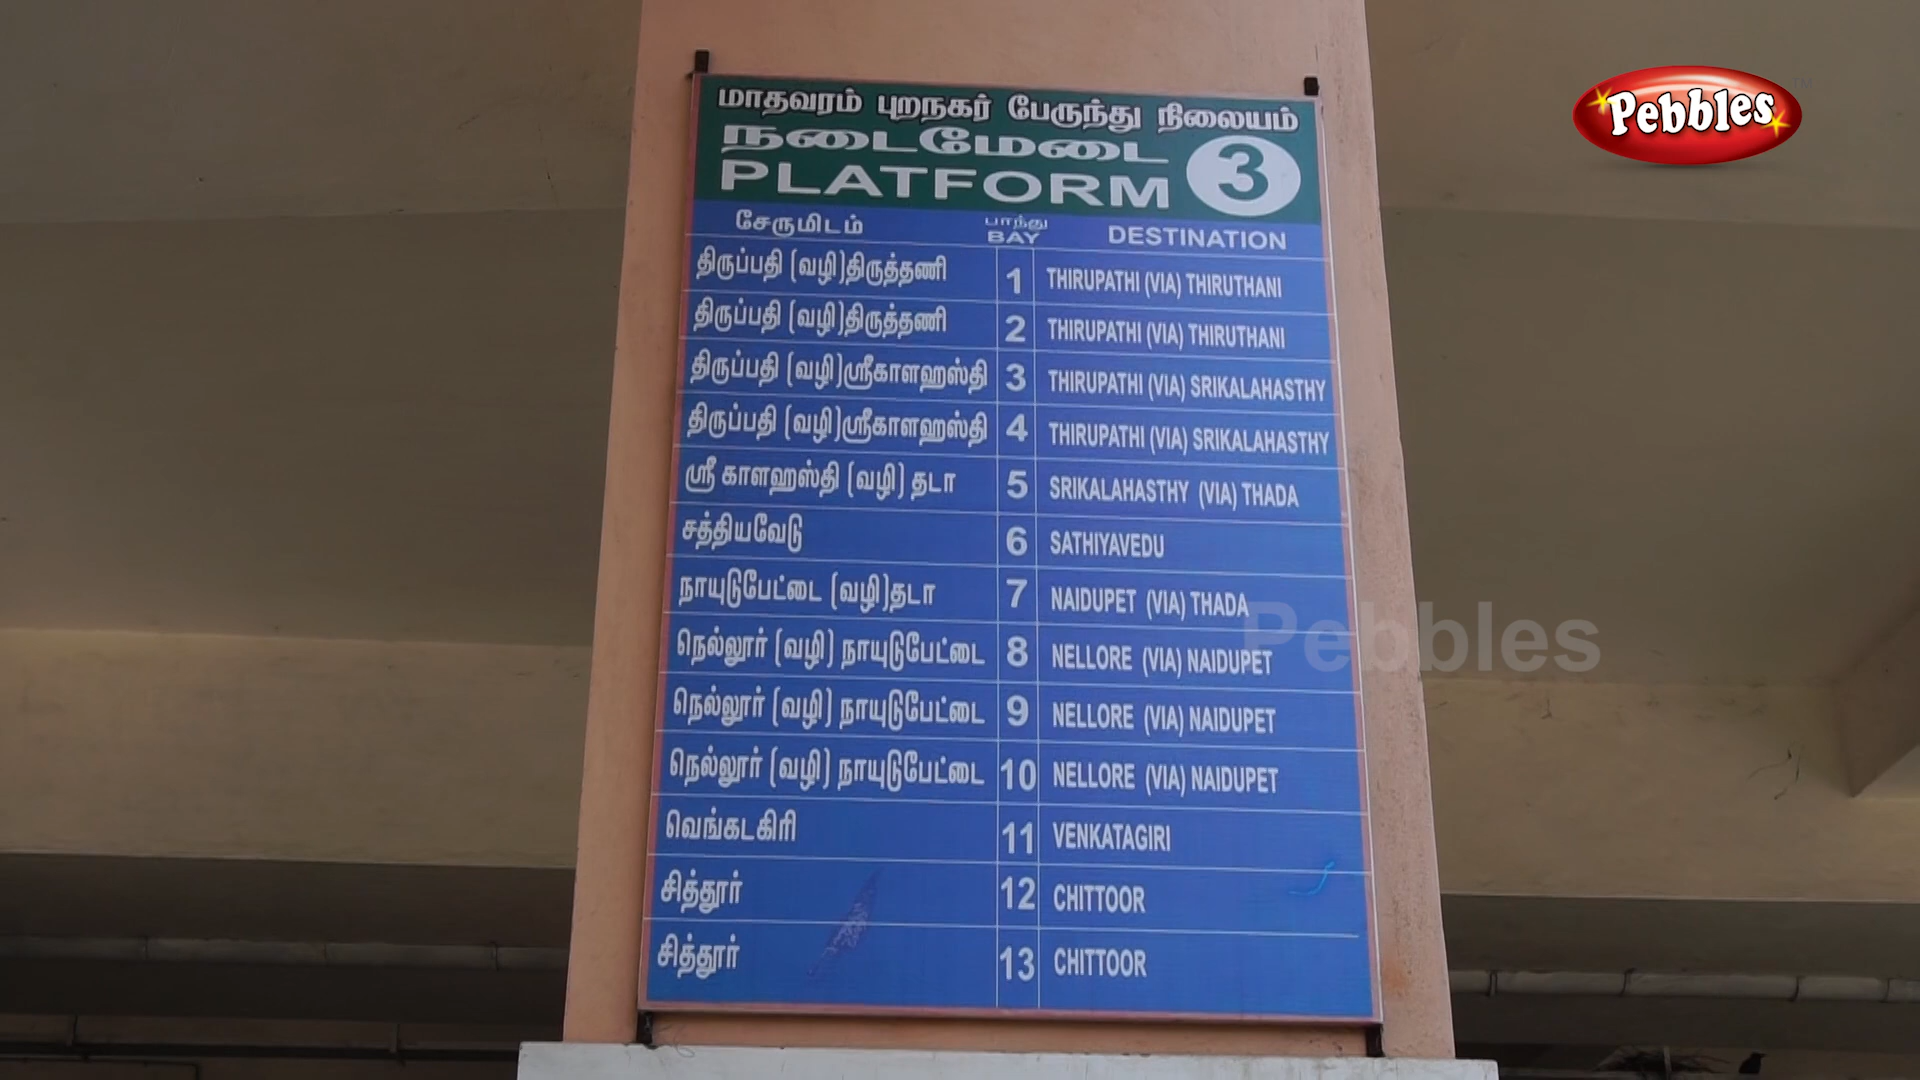 மாதவரம் புறநகர் பேருந்து நிலையம்
நடைமேடை
PLATFORM 3
சேருமிடம் பாந்து BAY DESTINATION
திருப்பதி (வழி)திருத்தணி 1 THIRUPATHI (VIA) THIRUTHANI
திருப்பதி (வழி)திருத்தணி 2 THIRUPATHI (VIA) THIRUTHANI
திருப்பதி (வழி)ஸ்ரீகாளஹஸ்தி 3 THIRUPATHI (VIA) SRIKALAHASTHY
திருப்பதி (வழி)ஸ்ரீகாளஹஸ்தி 4 THIRUPATHI (VIA) SRIKALAHASTHY
ஸ்ரீ காளஹஸ்தி (வழி) தடா 5 SRIKALAHASTHY (VIA) THADA
சத்தியவேடு 6 SATHIYAVEDU
நாயுடுபேட்டை (வழி)தடா 7 NAIDUPET (VIA) THADA
நெல்லூர் (வழி) நாயுடுபேட்டை 8 NELLORE (VIA) NAIDUPET
நெல்லூர் (வழி) நாயுடுபேட்டை 9 NELLORE (VIA) NAIDUPET
நெல்லூர் (வழி) நாயுடுபேட்டை 10 NELLORE (VIA) NAIDUPET
வெங்கடகிரி 11 VENKATAGIRI
சித்தூர் 12 CHITTOOR
சித்தூர் 13 CHITTOOR
Pebbles TM
Pebbles